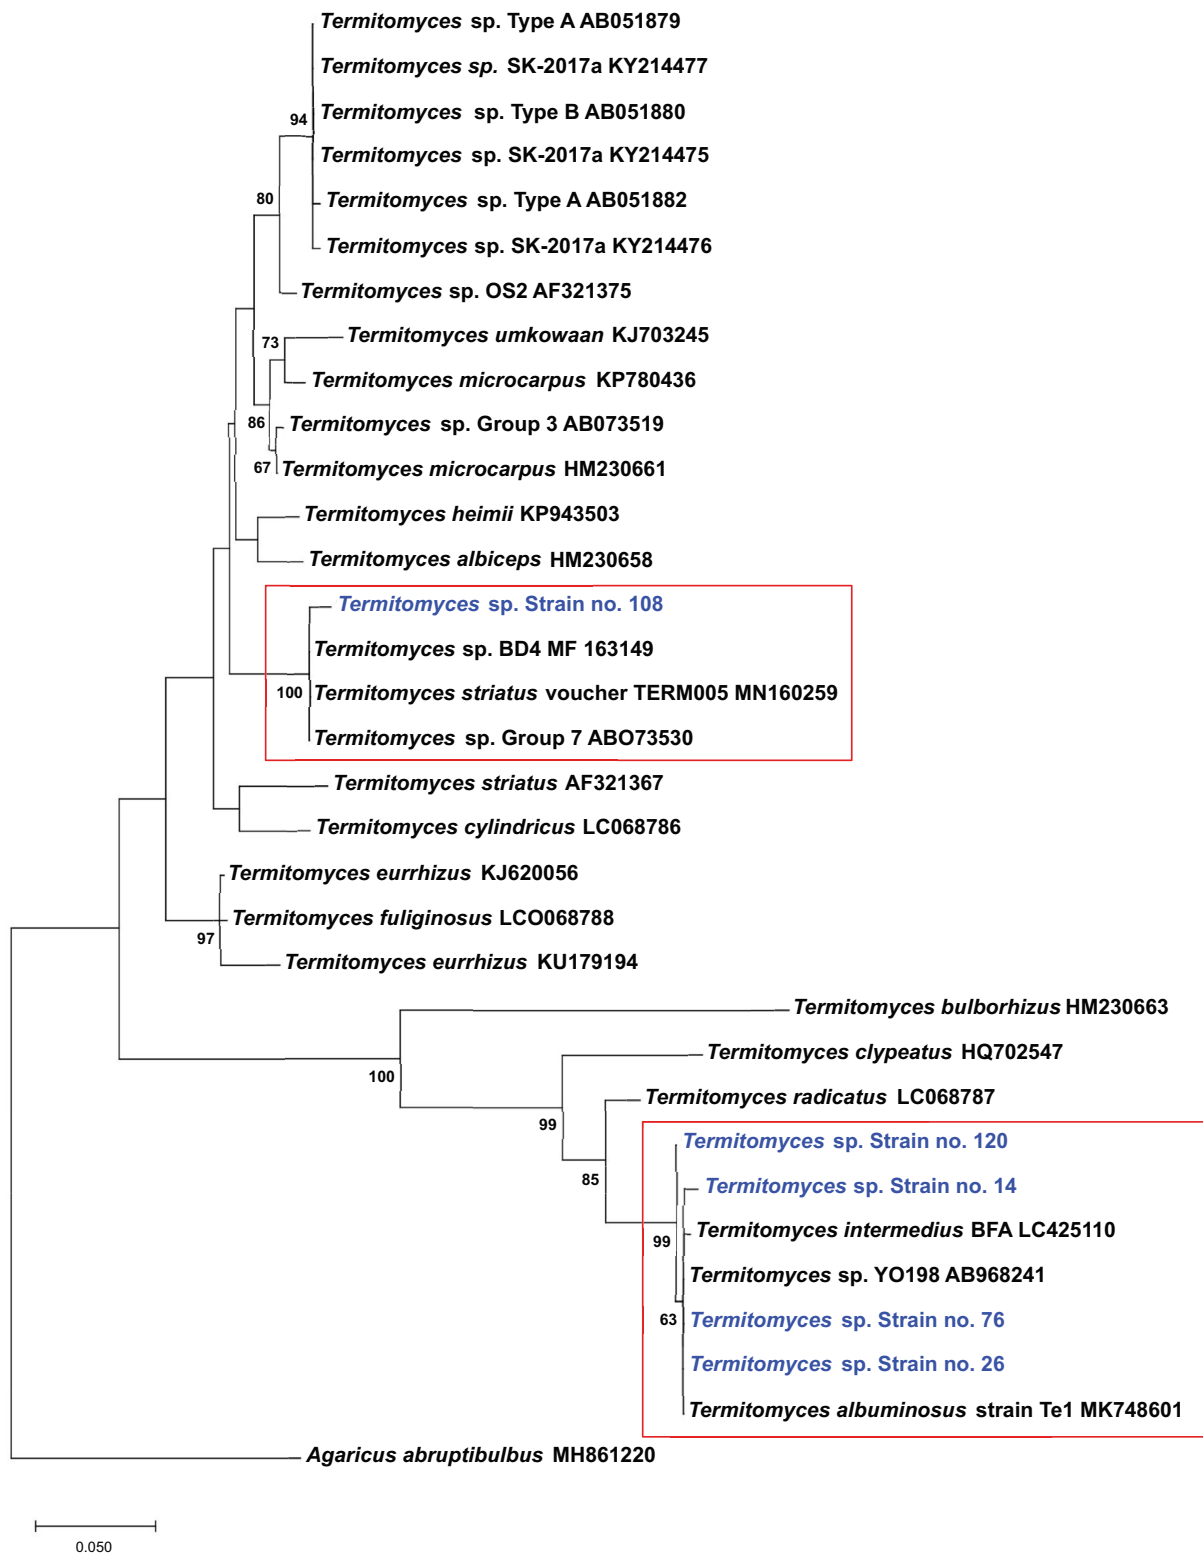 Termitomyces sp. Type A AB051879
Termitomyces sp. SK-2017a KY214477
Termitomyces sp. Type B AB051880
94
Termitomyces sp. SK-2017a KY214475
80
Termitomyces sp. Type A AB051882
Termitomyces sp. SK-2017a KY214476
Termitomyces sp. OS2 AF321375
Termitomyces umkowaan KJ703245
73
Termitomyces microcarpus KP780436
86
Termitomyces sp. Group 3 AB073519
67
Termitomyces microcarpus HM230661
Termitomyces heimii KP943503
Termitomyces albiceps HM230658
Termitomyces sp. Strain no. 108
Termitomyces sp. BD4 MF 163149
100
Termitomyces striatus voucher TERM005 MN160259
Termitomyces sp. Group 7 ABO73530
Termitomyces striatus AF321367
Termitomyces cylindricus LC068786
Termitomyces eurrhizus KJ620056
Termitomyces fuliginosus LCO068788
97
Termitomyces eurrhizus KU179194
Termitomyces bulborhizus HM230663
Termitomyces clypeatus HQ702547
100
Termitomyces radicatus LC068787
99
Termitomyces sp. Strain no. 120
85
Termitomyces sp. Strain no. 14
Termitomyces intermedius BFA LC425110
99
Termitomyces sp. YO198 AB968241
63
Termitomyces sp. Strain no. 76
Termitomyces sp. Strain no. 26
Termitomyces albuminosus strain Te1 MK748601
Agaricus abruptibulbus MH861220
0.050